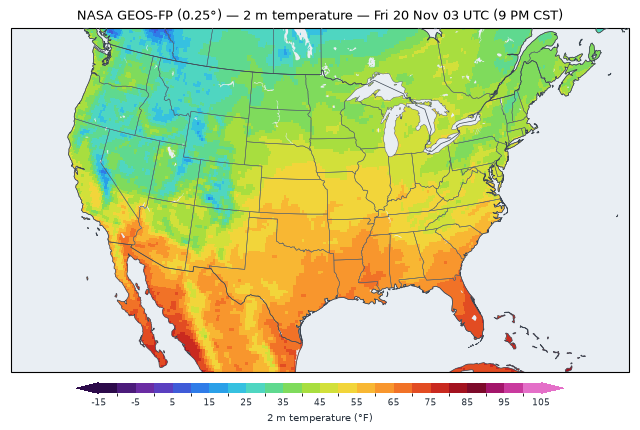 NASA GEOS-FP (0.25°) — 2 m temperature — Fri 20 Nov 03 UTC (9 PM CST)
-15 -5 5 15 25 35 45 55 65 75 85 95 105
2 m temperature (°F)